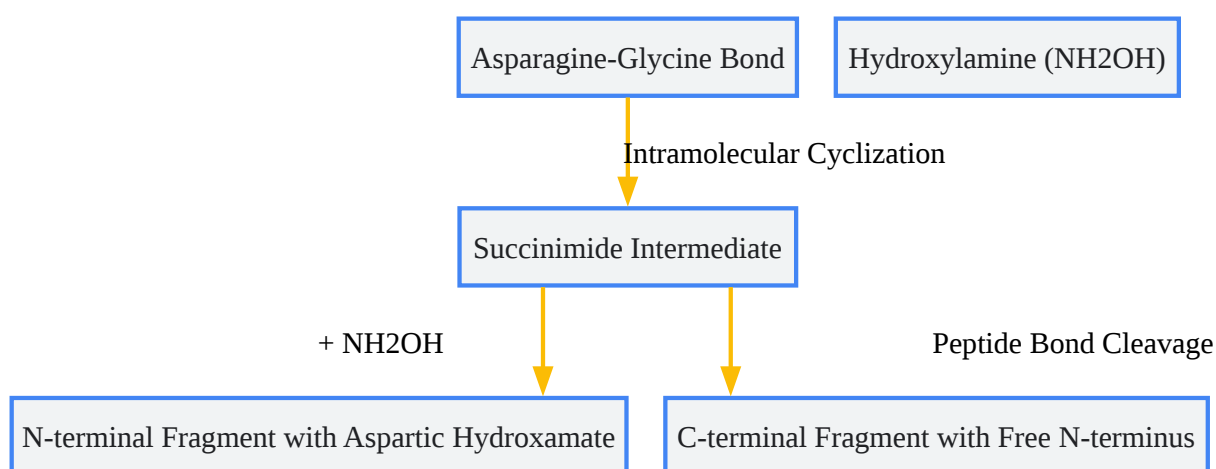 Asparagine-Glycine Bond
Hydroxylamine (NH2OH)
Intramolecular Cyclization
Succinimide Intermediate
+ NH2OH
Peptide Bond Cleavage
N-terminal Fragment with Aspartic Hydroxamate
C-terminal Fragment with Free N-terminus